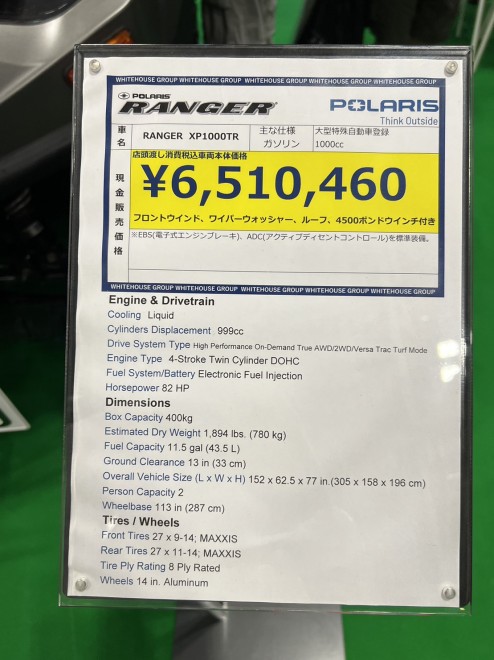 WHITEHOUSE GROUP WHITEHOUSE GROUP WHITEHOUSE GROUP WHITEHOUSE GROUP
POLARIS
RANGER
POLARIS
Think Outside
車名 RANGER XP1000TR 主な仕様 大型特殊自動車登録
ガソリン 1000cc
現金販売価格
店頭渡し消費税込車両本体価格
¥6,510,460
フロントウインド、ワイパーウォッシャー、ルーフ、4500ポンドウインチ付き
※EBS(電子式エンジンブレーキ)、ADC(アクティブディセントコントロール)を標準装備。
WHITEHOUSE GROUP WHITEHOUSE GROUP WHITEHOUSE GROUP WHITEHOUSE GROUP
Engine & Drivetrain
Cooling Liquid
Cylinders Displacement 999cc
Drive System Type High Performance On-Demand True AWD/2WD/Versa Trac Turf Mode
Engine Type 4-Stroke Twin Cylinder DOHC
Fuel System/Battery Electronic Fuel Injection
Horsepower 82 HP
Dimensions
Box Capacity 400kg
Estimated Dry Weight 1,894 lbs. (780 kg)
Fuel Capacity 11.5 gal (43.5 L)
Ground Clearance 13 in (33 cm)
Overall Vehicle Size (L x W x H) 152 x 62.5 x 77 in.(305 x 158 x 196 cm)
Person Capacity 2
Wheelbase 113 in (287 cm)
Tires / Wheels
Front Tires 27 x 9-14; MAXXIS
Rear Tires 27 x 11-14; MAXXIS
Tire Ply Rating 8 Ply Rated
Wheels 14 in. Aluminum